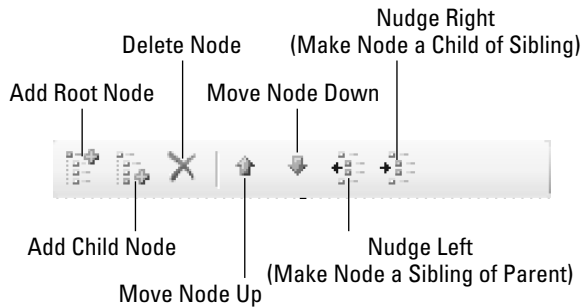 Nudge Right
(Make Node a Child of Sibling)
Delete Node
Add Root Node
Move Node Down
Add Child Node
Nudge Left
(Make Node a Sibling of Parent)
Move Node Up